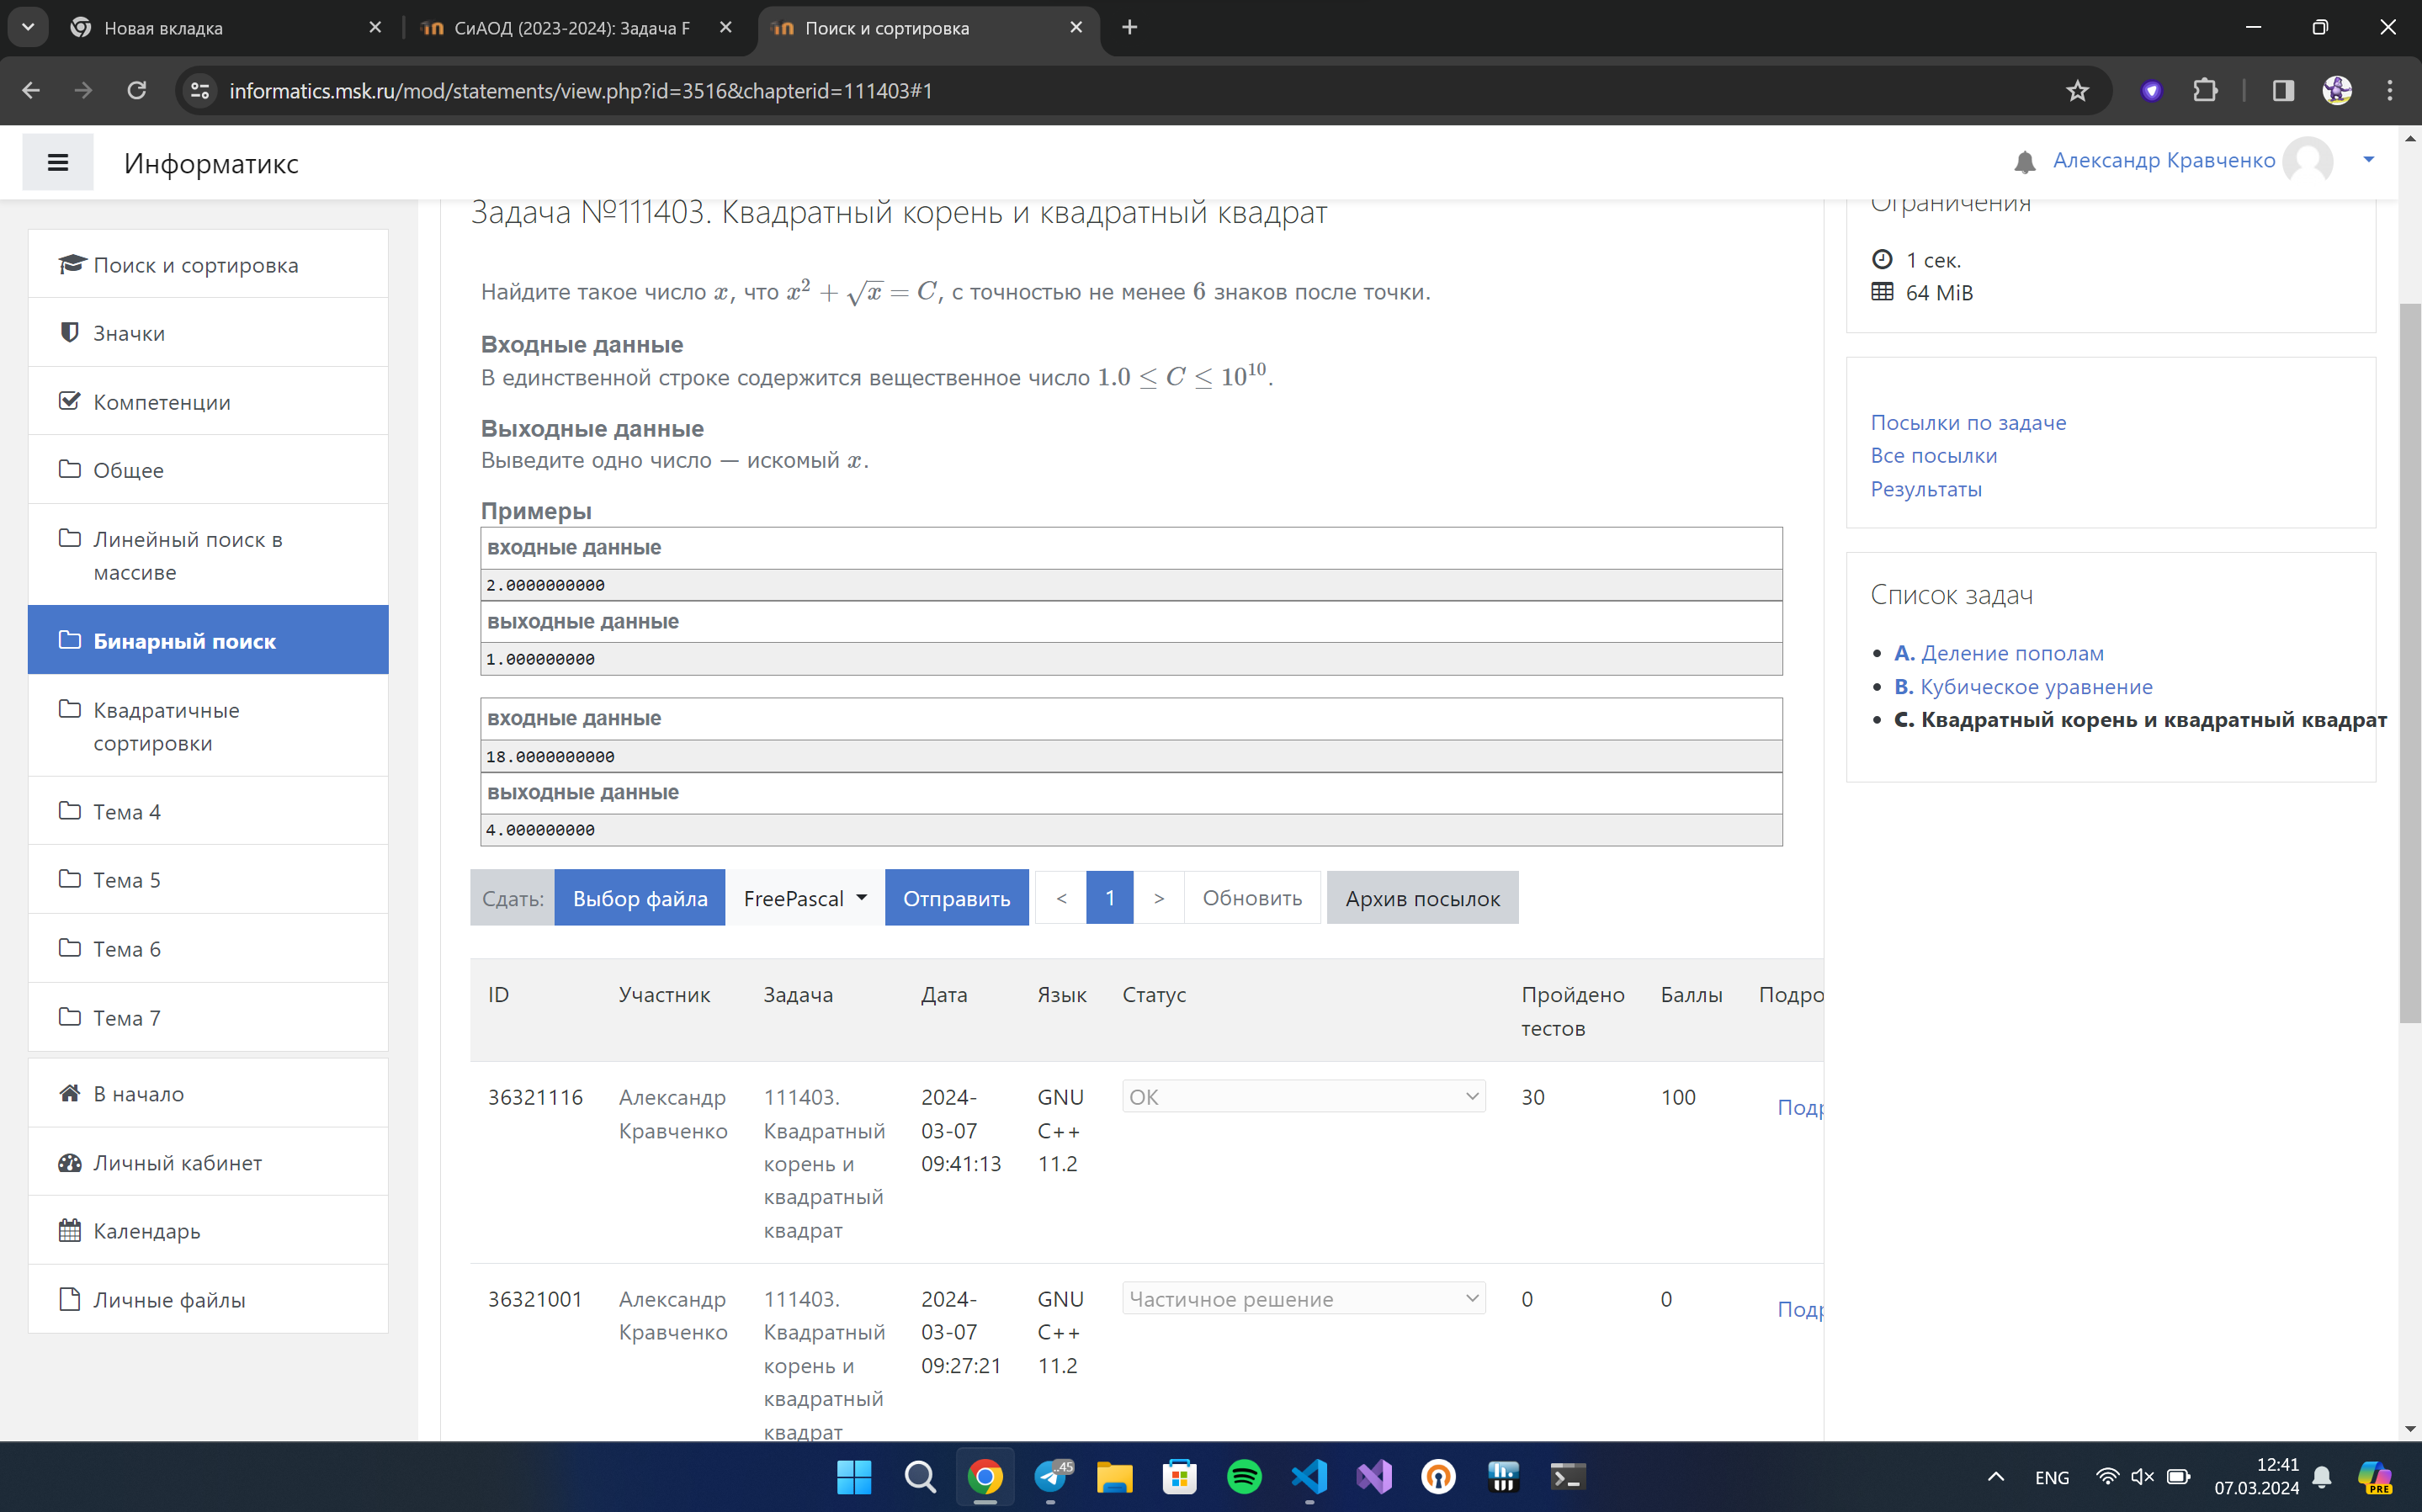 Новая вкладка
СиАОД (2023-2024): Задача F
Поиск и сортировка
informatics.msk.ru/mod/statements/view.php?id=3516&chapterid=111403#1
Информатикс
Александр Кравченко
Поиск и сортировка
Значки
Компетенции
Общее
Линейный поиск в
массиве
Бинарный поиск
Квадратичные
сортировки
Тема 4
Тема 5
Тема 6
Тема 7
В начало
Личный кабинет
Календарь
Личные файлы
Задача №111403. Квадратный корень и квадратный квадрат
Найдите такое число x, что x² + √x = C, с точностью не менее 6 знаков после точки.
Входные данные
В единственной строке содержится вещественное число 1.0 ≤ C ≤ 10¹⁰.
Выходные данные
Выведите одно число — искомый x.
Примеры
входные данные
2.0000000000
выходные данные
1.000000000
входные данные
18.0000000000
выходные данные
4.000000000
Сдать: Выбор файла FreePascal Отправить < 1 > Обновить Архив посылок
ID Участник Задача Дата Язык Статус Пройдено тестов Баллы Подро
36321116 Александр Кравченко 111403. Квадратный корень и квадратный квадрат 2024-03-07 09:41:13 GNU C++ 11.2 OK 30 100 Подр
36321001 Александр Кравченко 111403. Квадратный корень и квадратный квадрат 2024-03-07 09:27:21 GNU C++ 11.2 Частичное решение 0 0 Подр
Ограничения
1 сек.
64 MiB
Посылки по задаче
Все посылки
Результаты
Список задач
A. Деление пополам
B. Кубическое уравнение
C. Квадратный корень и квадратный квадрат
45
ENG
12:41
07.03.2024
PRE